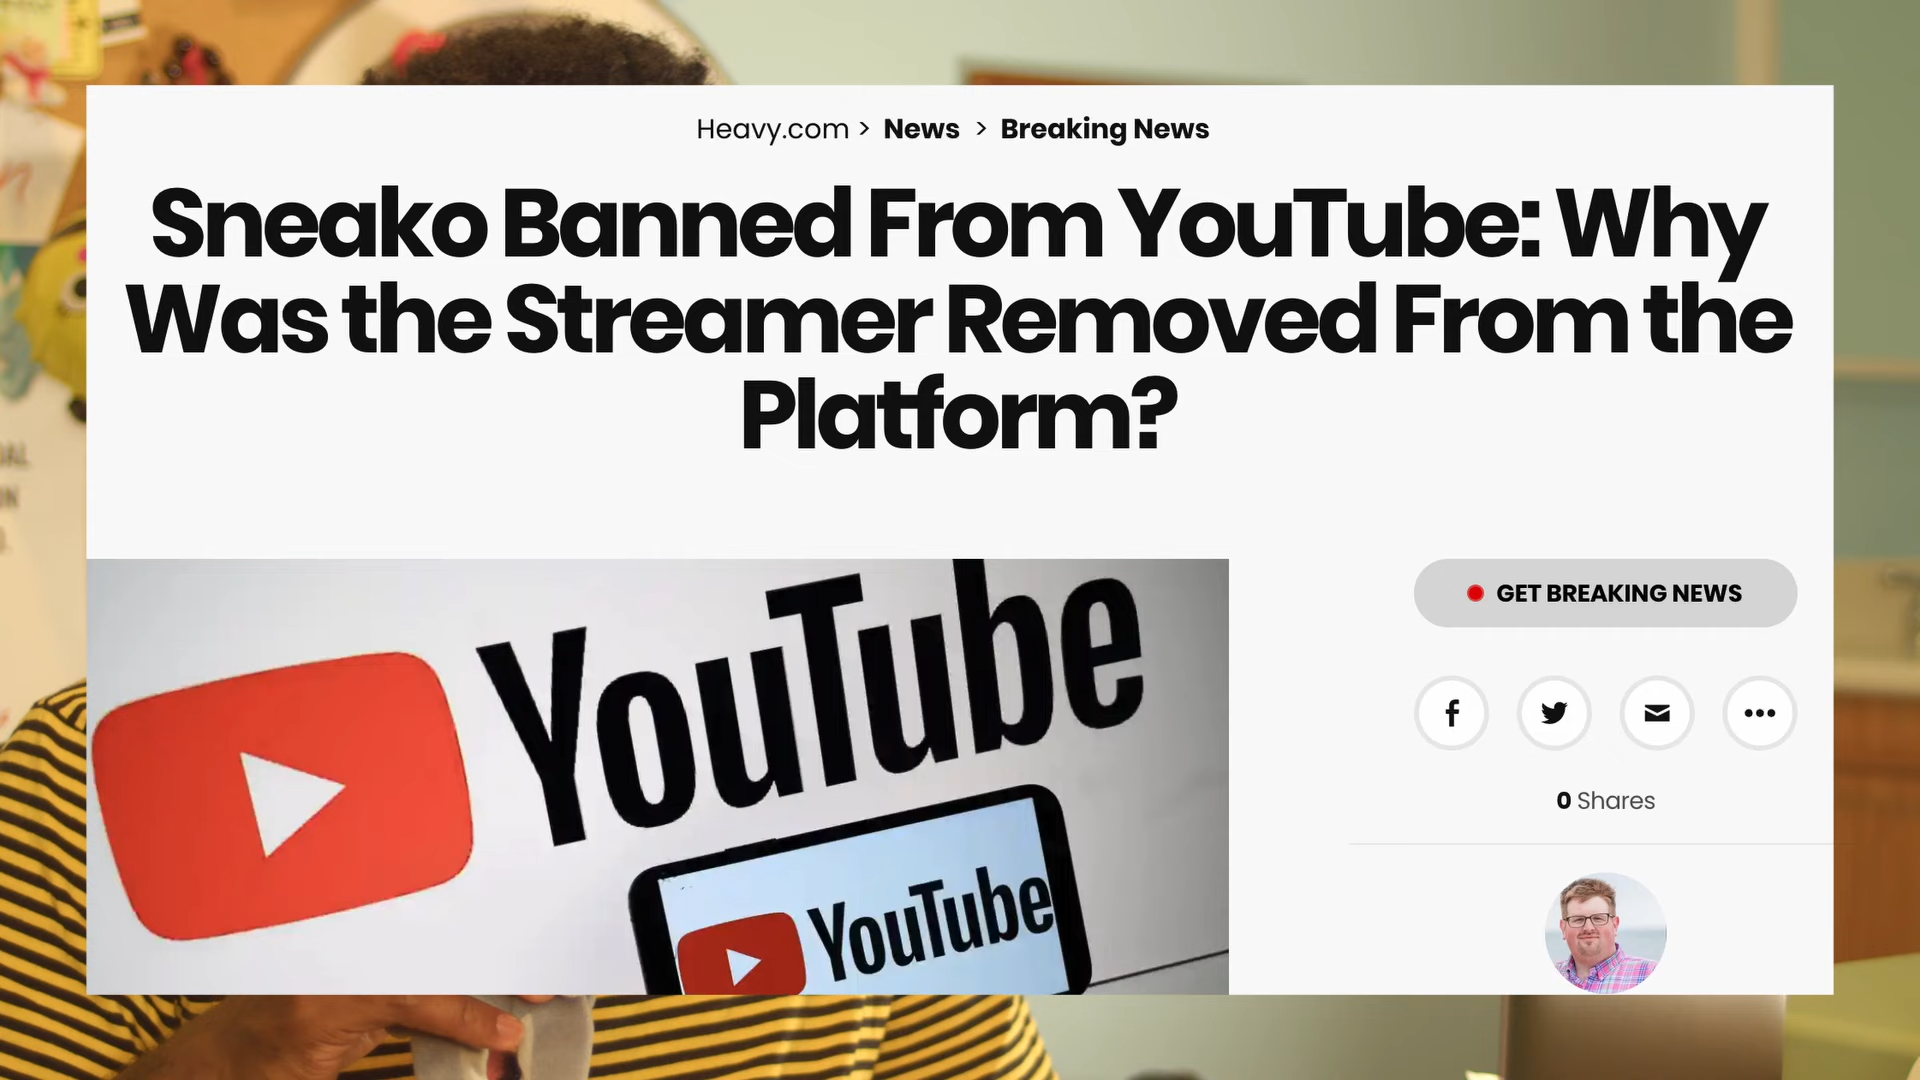 Heavy.com > News > Breaking News
Sneako Banned From YouTube: Why
Was the Streamer Removed From the
Platform?
GET BREAKING NEWS
YouTube
0 Shares
YouTube